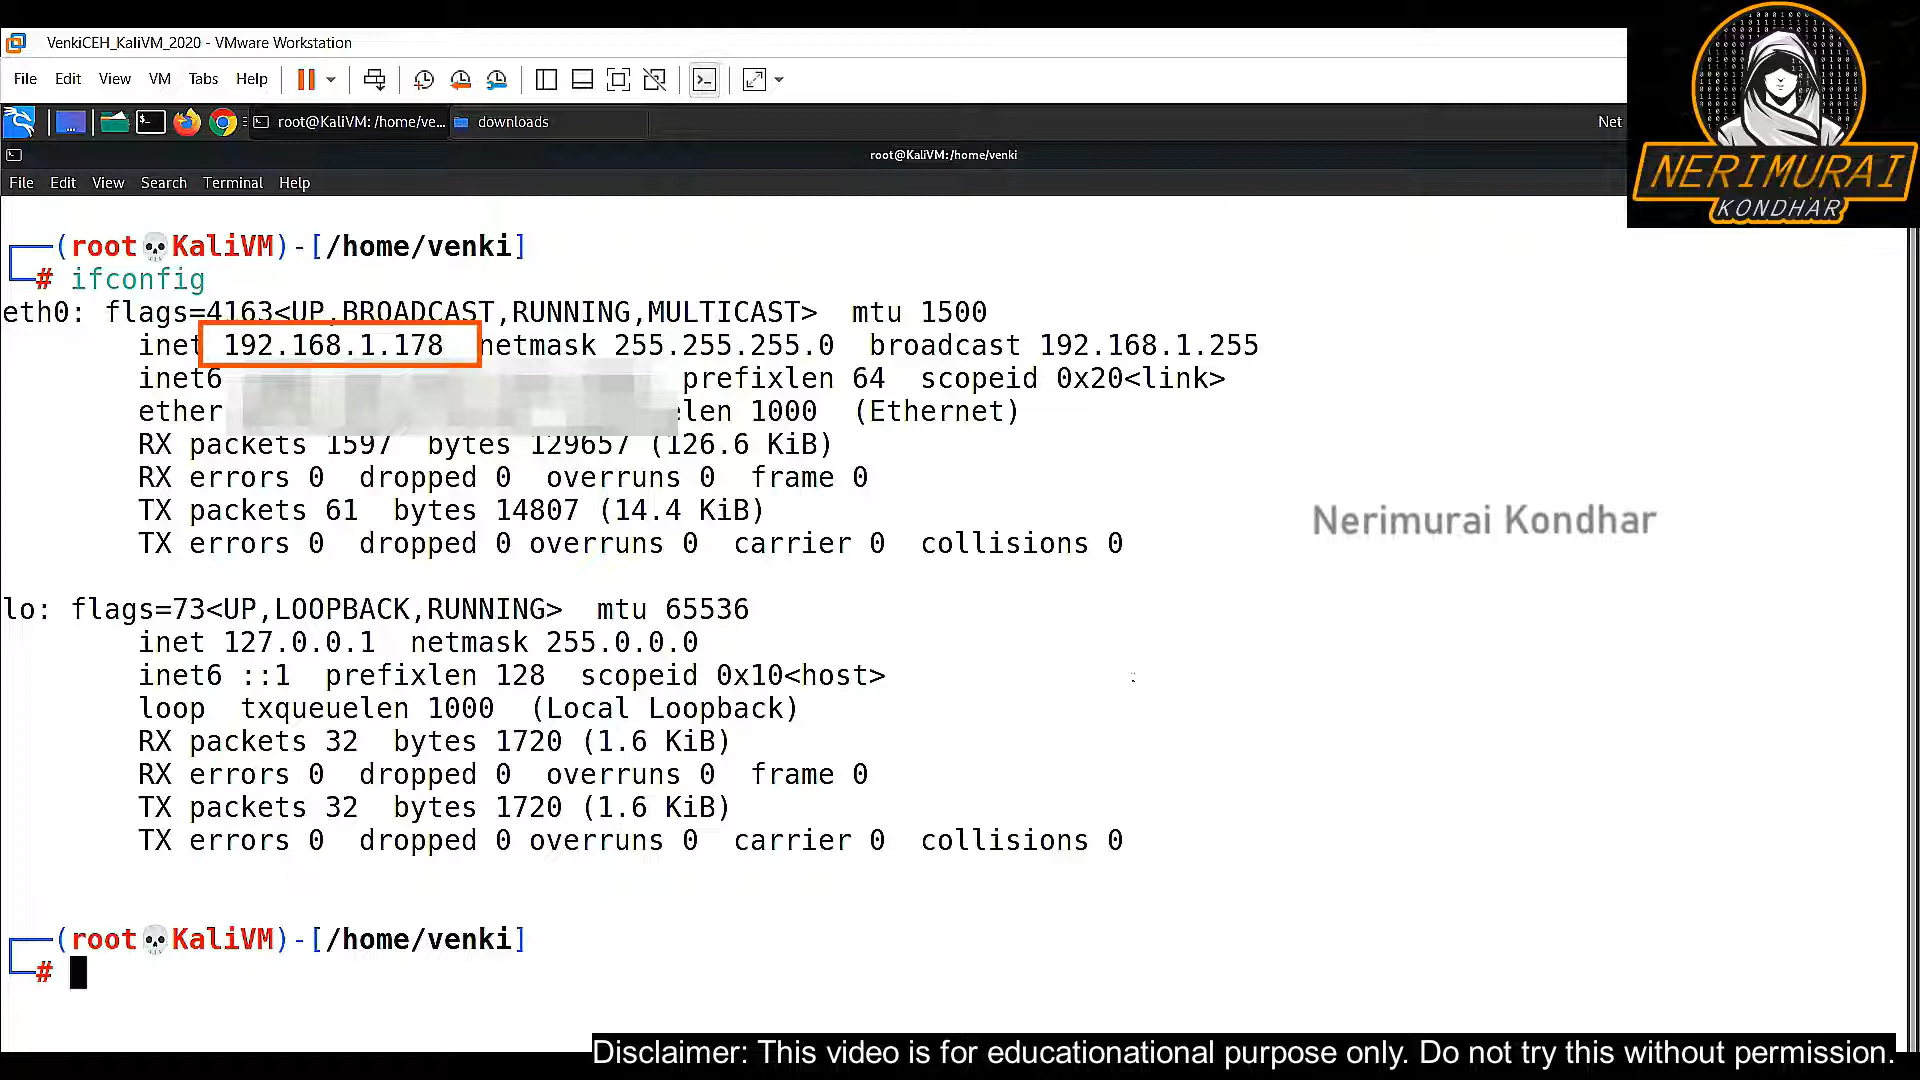 VenkiCEH_KaliVM_2020 - VMware Workstation
File Edit View VM Tabs Help
root@KaliVM: /home/ve... downloads Net
root@KaliVM:/home/venki
File Edit View Search Terminal Help
NERIMURAI
KONDHAR
(root💀KaliVM)-[/home/venki]
# ifconfig
eth0: flags=4163<UP,BROADCAST,RUNNING,MULTICAST> mtu 1500
inet 192.168.1.178 netmask 255.255.255.0 broadcast 192.168.1.255
inet6 prefixlen 64 scopeid 0x20<link>
ether elen 1000 (Ethernet)
RX packets 1597 bytes 129657 (126.6 KiB)
RX errors 0 dropped 0 overruns 0 frame 0
TX packets 61 bytes 14807 (14.4 KiB)
TX errors 0 dropped 0 overruns 0 carrier 0 collisions 0
Nerimurai Kondhar
lo: flags=73<UP,LOOPBACK,RUNNING> mtu 65536
inet 127.0.0.1 netmask 255.0.0.0
inet6 ::1 prefixlen 128 scopeid 0x10<host>
loop txqueuelen 1000 (Local Loopback)
RX packets 32 bytes 1720 (1.6 KiB)
RX errors 0 dropped 0 overruns 0 frame 0
TX packets 32 bytes 1720 (1.6 KiB)
TX errors 0 dropped 0 overruns 0 carrier 0 collisions 0
(root💀KaliVM)-[/home/venki]
#
Disclaimer: This video is for educationational purpose only. Do not try this without permission.